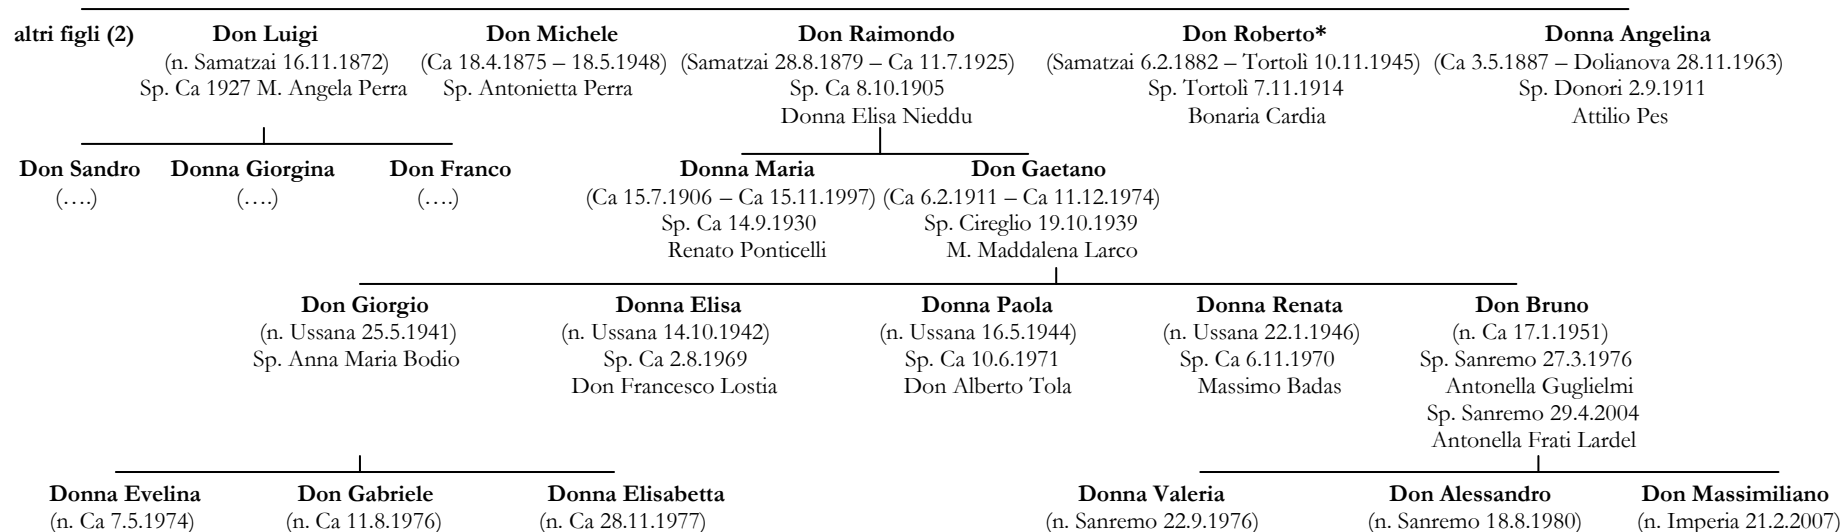 altri figli (2) Don Luigi Don Michele Don Raimondo Don Roberto* Donna Angelina
(n. Samatzai 16.11.1872) (Ca 18.4.1875 – 18.5.1948) (Samatzai 28.8.1879 – Ca 11.7.1925) (Samatzai 6.2.1882 – Tortolì 10.11.1945) (Ca 3.5.1887 – Dolianova 28.11.1963)
Sp. Ca 1927 M. Angela Perra Sp. Antonietta Perra Sp. Ca 8.10.1905 Sp. Tortolì 7.11.1914 Sp. Donori 2.9.1911
Donna Elisa Nieddu Bonaria Cardia Attilio Pes
Don Sandro Donna Giorgina Don Franco Donna Maria Don Gaetano
(….) (….) (….) (Ca 15.7.1906 – Ca 15.11.1997) (Ca 6.2.1911 – Ca 11.12.1974)
Sp. Ca 14.9.1930 Sp. Cireglio 19.10.1939
Renato Ponticelli M. Maddalena Larco
Don Giorgio Donna Elisa Donna Paola Donna Renata Don Bruno
(n. Ussana 25.5.1941) (n. Ussana 14.10.1942) (n. Ussana 16.5.1944) (n. Ussana 22.1.1946) (n. Ca 17.1.1951)
Sp. Anna Maria Bodio Sp. Ca 2.8.1969 Sp. Ca 10.6.1971 Sp. Ca 6.11.1970 Sp. Sanremo 27.3.1976
Don Francesco Lostia Don Alberto Tola Massimo Badas Antonella Guglielmi
Sp. Sanremo 29.4.2004
Antonella Frati Lardel
Donna Evelina Don Gabriele Donna Elisabetta Donna Valeria Don Alessandro Don Massimiliano
(n. Ca 7.5.1974) (n. Ca 11.8.1976) (n. Ca 28.11.1977) (n. Sanremo 22.9.1976) (n. Sanremo 18.8.1980) (n. Imperia 21.2.2007)